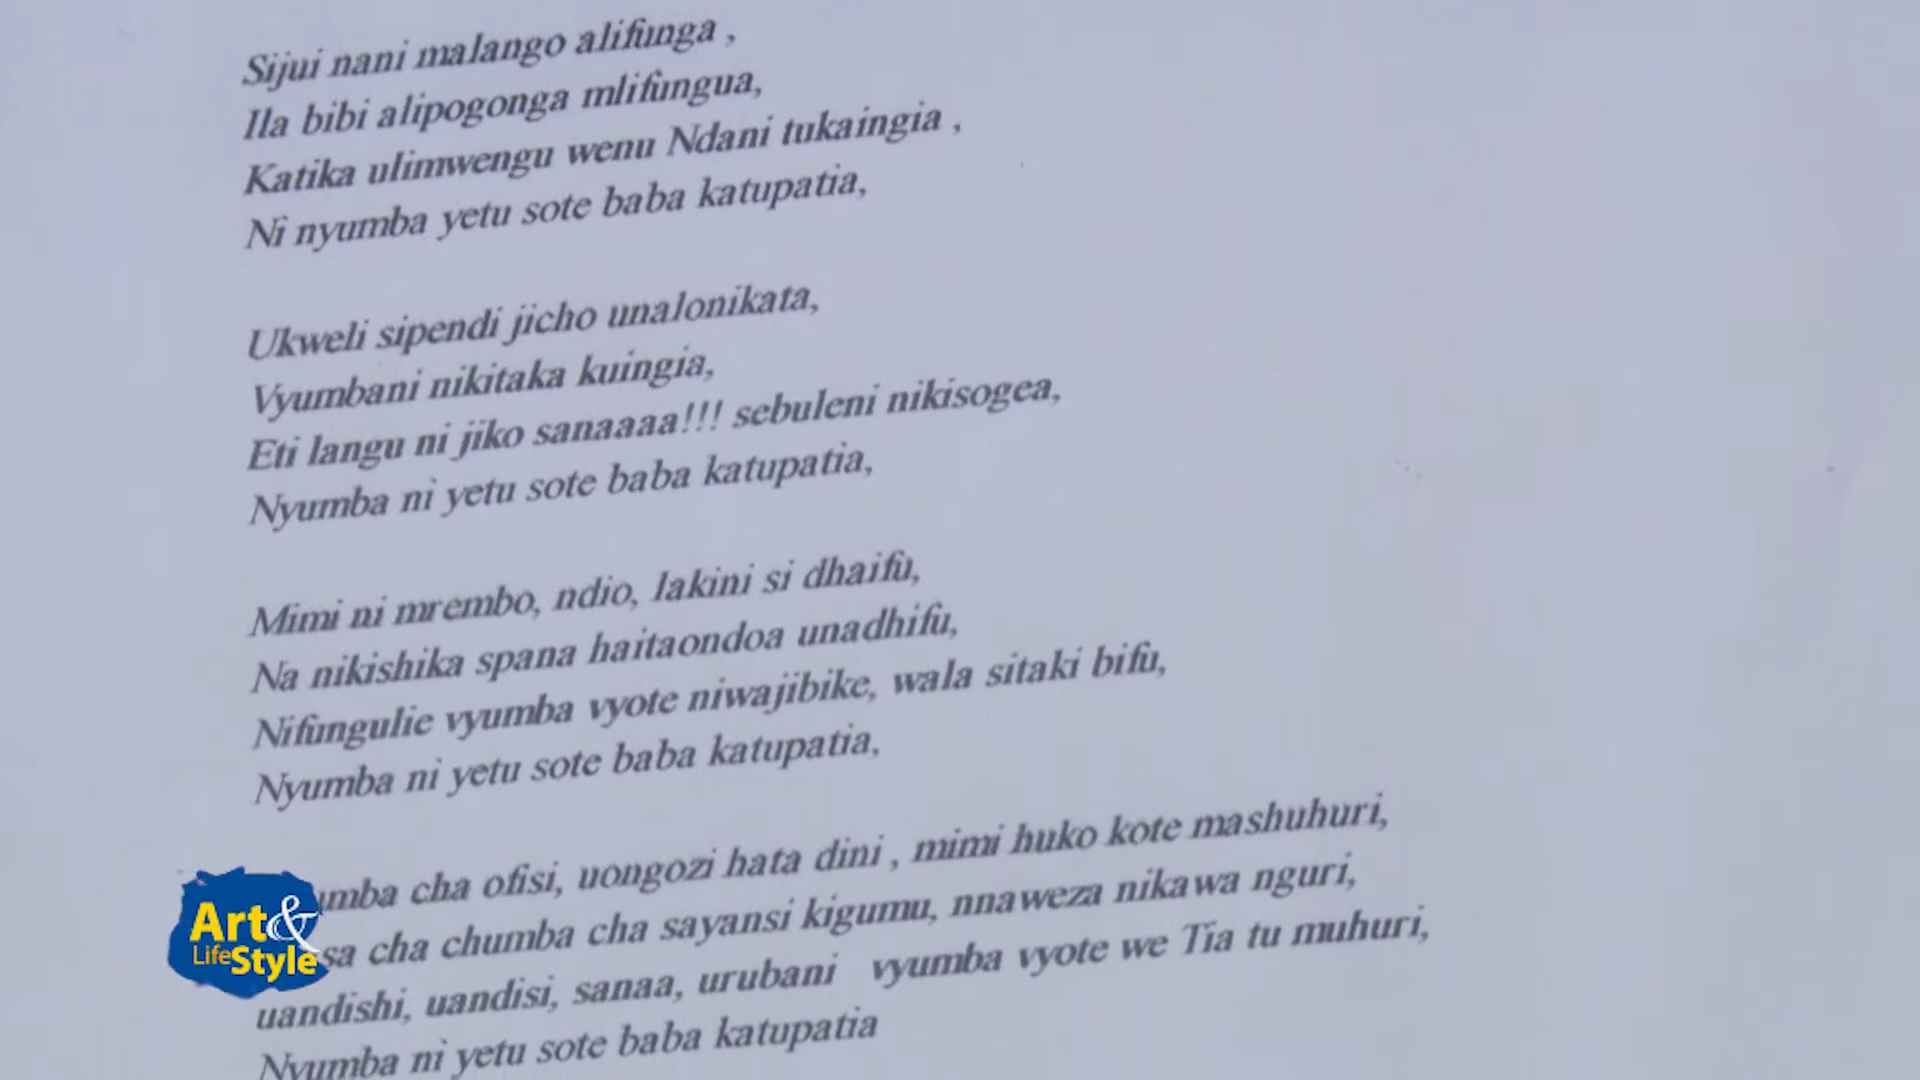 Sijui nani malango alifunga ,
Ila bibi alipogonga mlifungua,
Katika ulimwengu wenu Ndani tukaingia ,
Ni nyumba yetu sote baba katupatia,
Ukweli sipendi jicho unalonikata,
Vyumbani nikitaka kuingia,
Eti langu ni jiko sanaaaa!!! sebuleni nikisogea,
Nyumba ni yetu sote baba katupatia,
Mimi ni mrembo, ndio, lakini si dhaifu,
Na nikishika spana haitaondoa unadhifu,
Nifungulie vyumba vyote niwajibike, wala sitaki bifu,
Nyumba ni yetu sote baba katupatia,
cha ofisi, uongozi hata dini , mimi huko kote mashuhuri,
cha chumba cha sayansi kigumu, nnaweza nikawa nguri,
uandishi, uandisi, sanaa, urubani vyumba vyote we Tia tu muhuri,
Nyumba ni yetu sote baba katupatia
Art&
LifeStyle